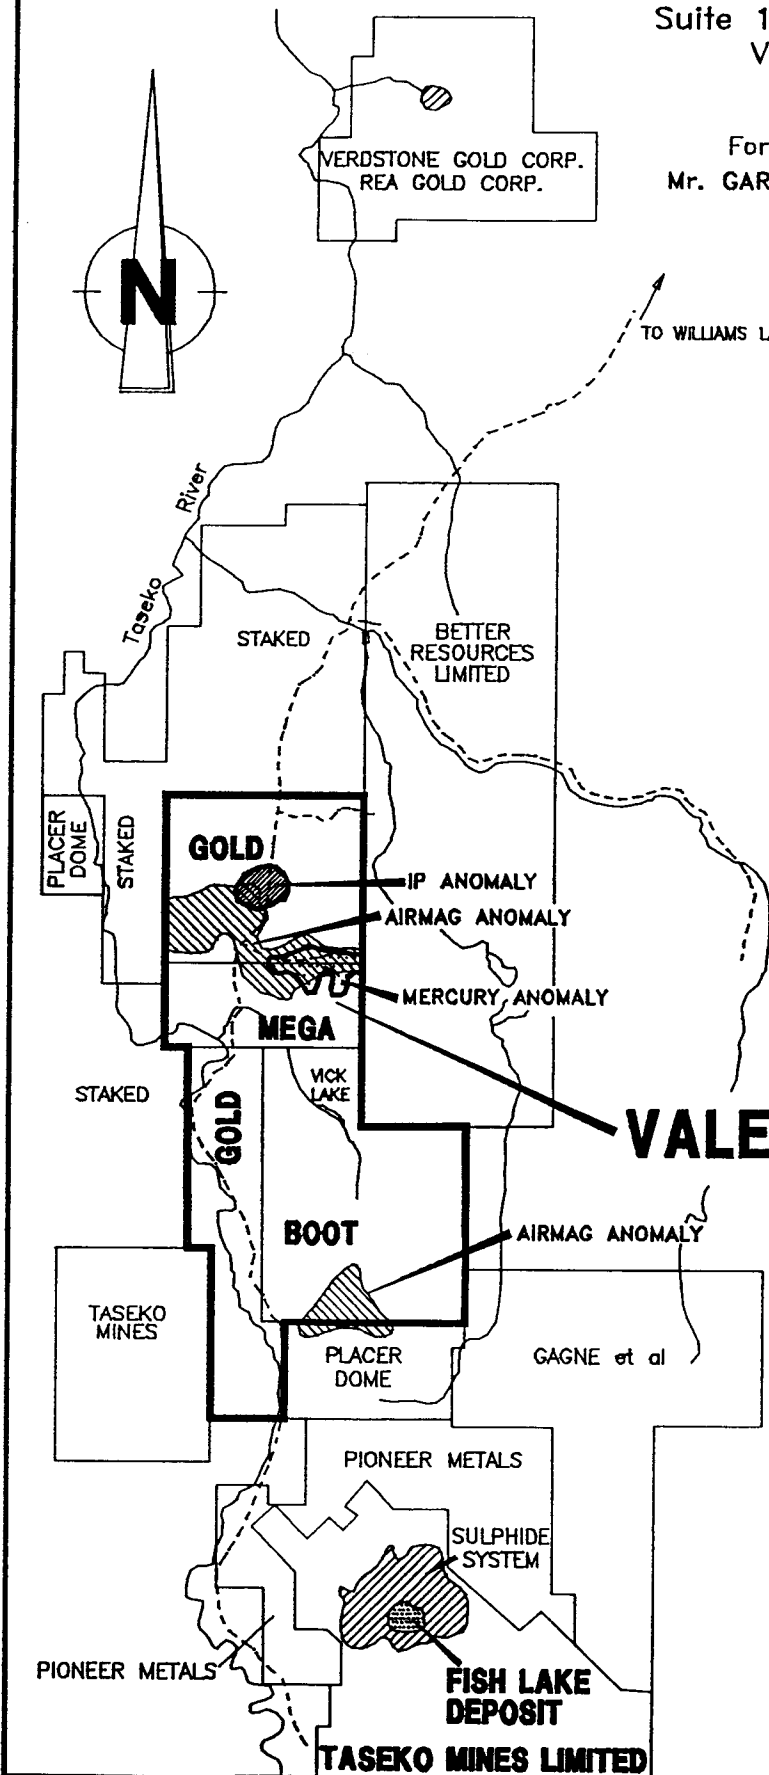 Suite 1
V
VERDSTONE GOLD CORP.
REA GOLD CORP.
For
Mr. GAR
N
TO WILLIAMS LA
Taseko River
STAKED
BETTER
RESOURCES
LIMITED
PLACER
DOME
STAKED
GOLD
IP ANOMALY
AIRMAG ANOMALY
MERCURY ANOMALY
MEGA
VICK
LAKE
STAKED
GOLD
VALE
BOOT
AIRMAG ANOMALY
TASEKO
MINES
PLACER
DOME
GAGNE et al
PIONEER METALS
SULPHIDE
SYSTEM
PIONEER METALS
FISH LAKE
DEPOSIT
TASEKO MINES LIMITED